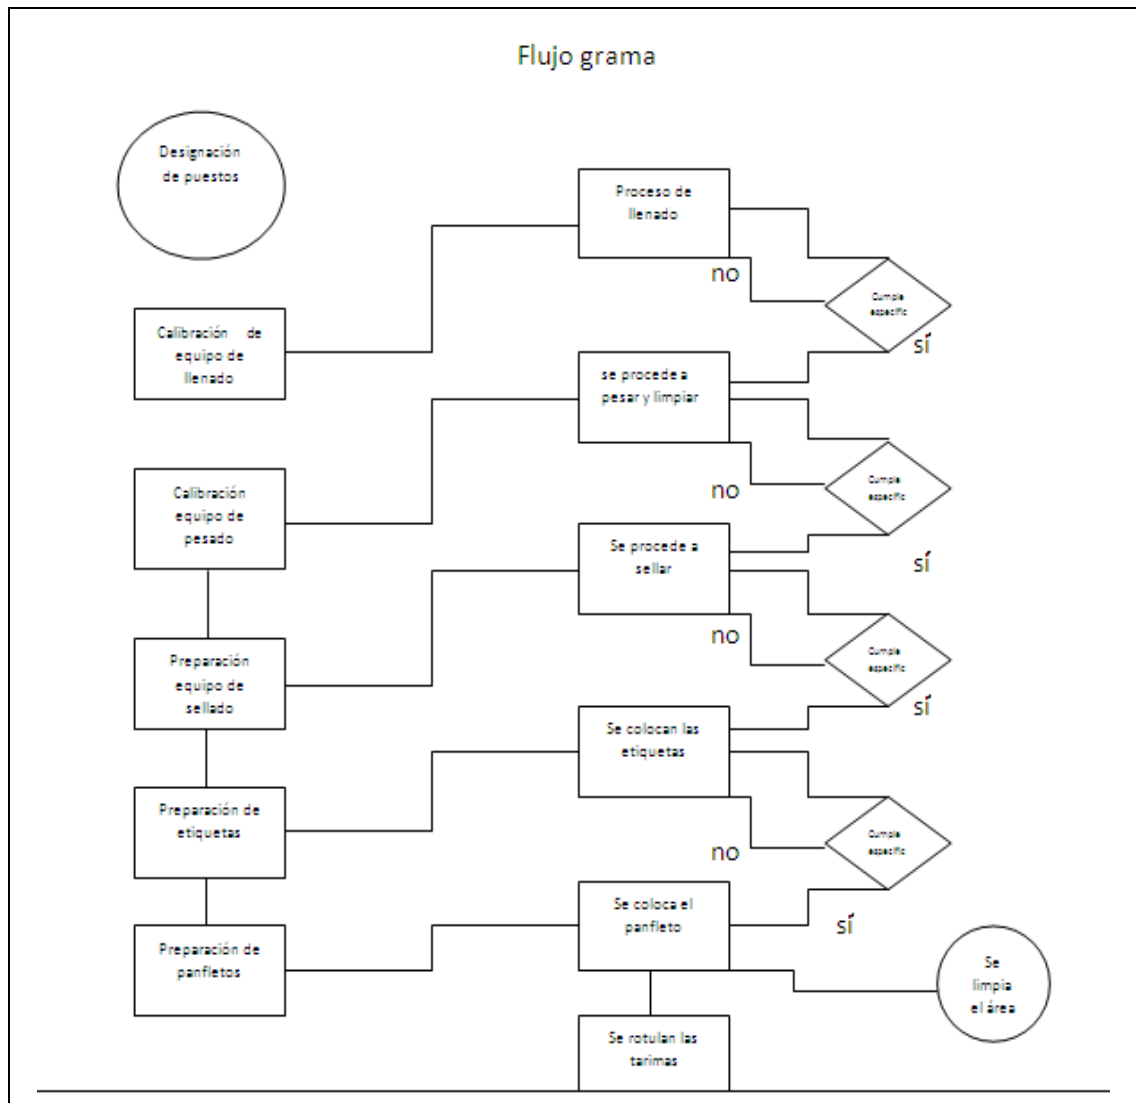 Flujo grama
Designación
de puestos
Calibración de
equipo de
llenado
Calibración
equipo de
pesado
Preparación
equipo de
sellado
Preparación de
etiquetas
Preparación de
panfletos
Proceso de
llenado
no
Cumple
especific
sí
se procede a
pesar y limpiar
no
Cumple
especific
sí
Se procede a
sellar
no
Cumple
especific
sí
Se colocan las
etiquetas
no
Cumple
especific
sí
Se coloca el
panfleto
Se
limpia
el área
Se rotulan las
tarimas